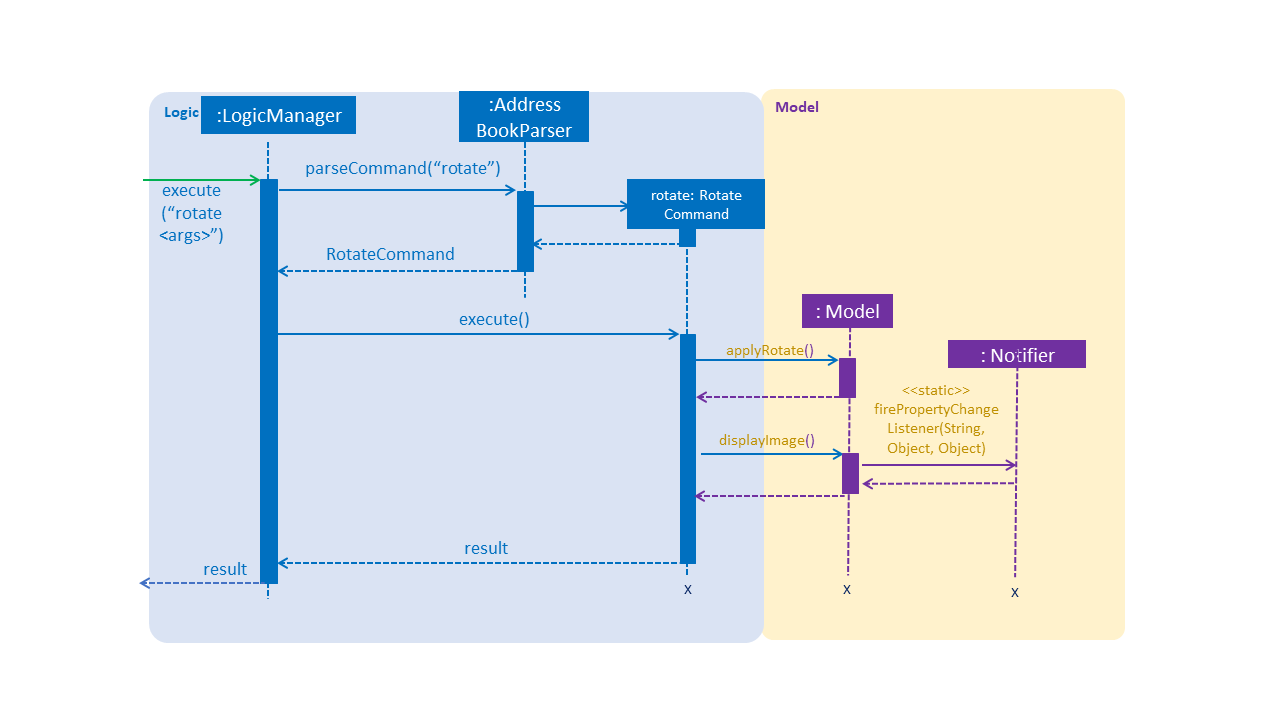 Logic
:LogicManager
:Address
BookParser
Model
parseCommand(“rotate”)
execute
(“rotate
<args>”)
rotate: Rotate
Command
RotateCommand
: Model
execute()
applyRotate()
: Notifier
<<static>>
firePropertyChange
Listener(String,
Object, Object)
displayImage()
result
result
x
x
x